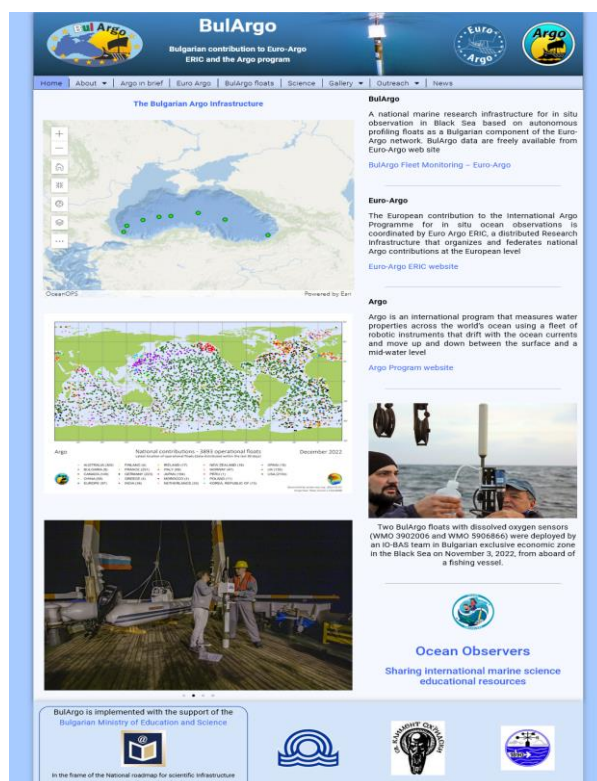 Bul Argo
BulArgo
Bulgarian contribution to Euro-Argo
ERIC and the Argo program
Euro
Argo
Argo
Home
About
Argo in brief
Euro Argo
BulArgo floats
Science
Gallery
Outreach
News
The Bulgarian Argo Infrastructure
OceanOPS
Powered by Esri
Argo
National contributions - 3893 operational floats
December 2022
Two BulArgo floats with dissolved oxygen sensors
(WMO 3902006 and WMO 5906866) were deployed by
an IO-BAS team in Bulgarian exclusive economic zone
in the Black Sea on November 3, 2022, from aboard of
a fishing vessel.
BulArgo
A national marine research infrastructure for in situ
observation in Black Sea based on autonomous
profiling floats as a Bulgarian component of the Euro-
Argo network. BulArgo data are freely available from
Euro-Argo web site
BulArgo Fleet Monitoring – Euro-Argo
Euro-Argo
The European contribution to the International Argo
Programme for in situ ocean observations is
coordinated by Euro Argo ERIC, a distributed Research
Infrastructure that organizes and federates national
Argo contributions at the European level
Euro-Argo ERIC website
Argo
Argo is an international program that measures water
properties across the world's ocean using a fleet of
robotic instruments that drift with the ocean currents
and move up and down between the surface and a
mid-water level
Argo Program website
Ocean Observers
Sharing international marine science
educational resources
BulArgo is implemented with the support of the
Bulgarian Ministry of Education and Science
In the frame of the National roadmap for scientific infrastructure